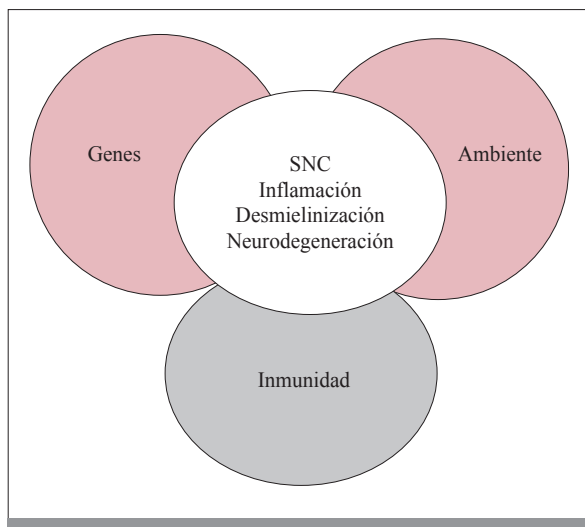 Genes
Ambiente
SNC
Inflamación
Desmielinización
Neurodegeneración
Inmunidad